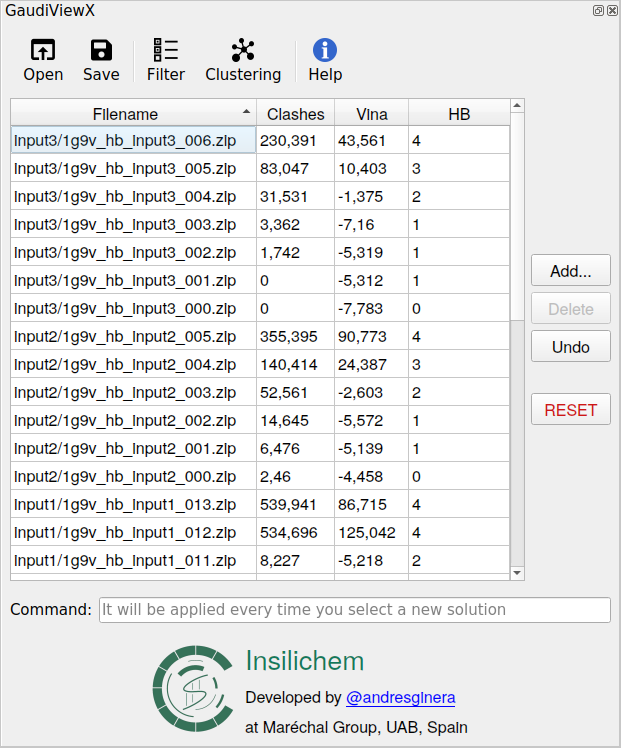 GaudiViewX
Open Save Filter Clustering Help
Filename Clashes Vina HB
Input3/1g9v_hb_Input3_006.zip 230,391 43,561 4
Input3/1g9v_hb_Input3_005.zip 83,047 10,403 3
Input3/1g9v_hb_Input3_004.zip 31,531 -1,375 2
Input3/1g9v_hb_Input3_003.zip 3,362 -7,16 1
Input3/1g9v_hb_Input3_002.zip 1,742 -5,319 1
Input3/1g9v_hb_Input3_001.zip 0 -5,312 1
Input3/1g9v_hb_Input3_000.zip 0 -7,783 0
Input2/1g9v_hb_Input2_005.zip 355,395 90,773 4
Input2/1g9v_hb_Input2_004.zip 140,414 24,387 3
Input2/1g9v_hb_Input2_003.zip 52,561 -2,603 2
Input2/1g9v_hb_Input2_002.zip 14,645 -5,572 1
Input2/1g9v_hb_Input2_001.zip 6,476 -5,139 1
Input2/1g9v_hb_Input2_000.zip 2,46 -4,458 0
Input1/1g9v_hb_Input1_013.zip 539,941 86,715 4
Input1/1g9v_hb_Input1_012.zip 534,696 125,042 4
Input1/1g9v_hb_Input1_011.zip 8,227 -5,218 2
Add...
Delete
Undo
RESET
Command: It will be applied every time you select a new solution
Insilichem
Developed by @andresginera
at Maréchal Group, UAB, Spain